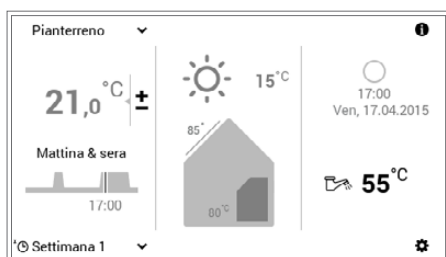 Pianterreno
21,0 °C ±
Mattina & sera
17:00
Settimana 1
15°C
85°
80°C
17:00
Ven, 17.04.2015
55°C